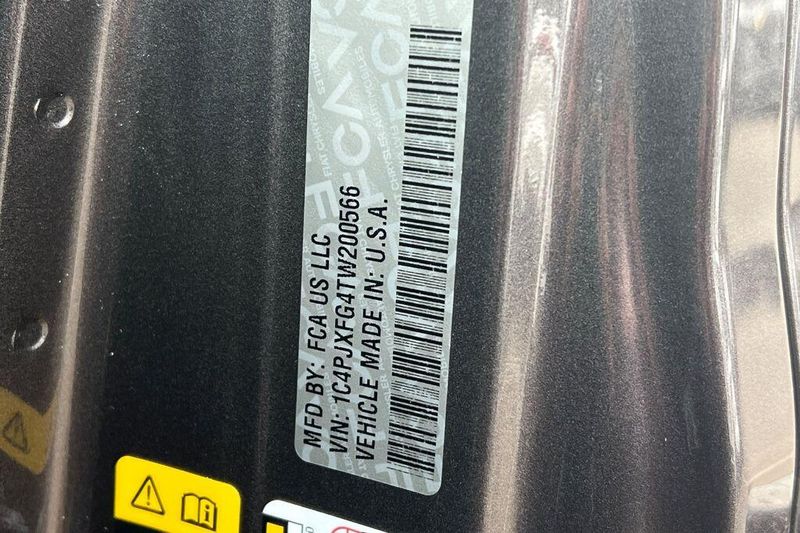 MFD BY: FCA US LLC
VIN: 1C4PJXFG4TW200566
VEHICLE MADE IN: U.S.A.